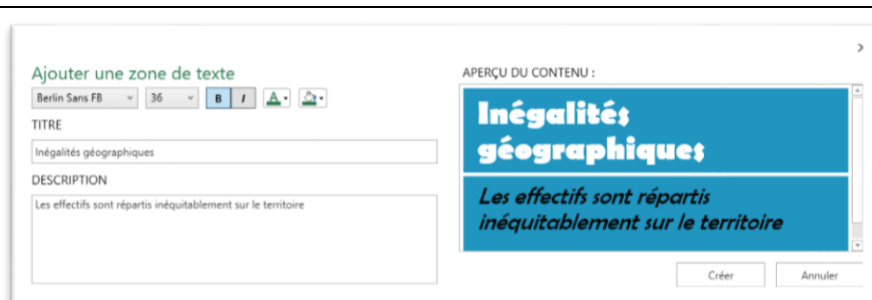 Ajouter une zone de texte
Berlin Sans FB 36 B I A
TITRE
Inégalités géographiques
DESCRIPTION
Les effectifs sont répartis inéquitablement sur le territoire
APERÇU DU CONTENU :
Inégalités
géographiques
Les effectifs sont répartis
inéquitablement sur le territoire
Créer Annuler